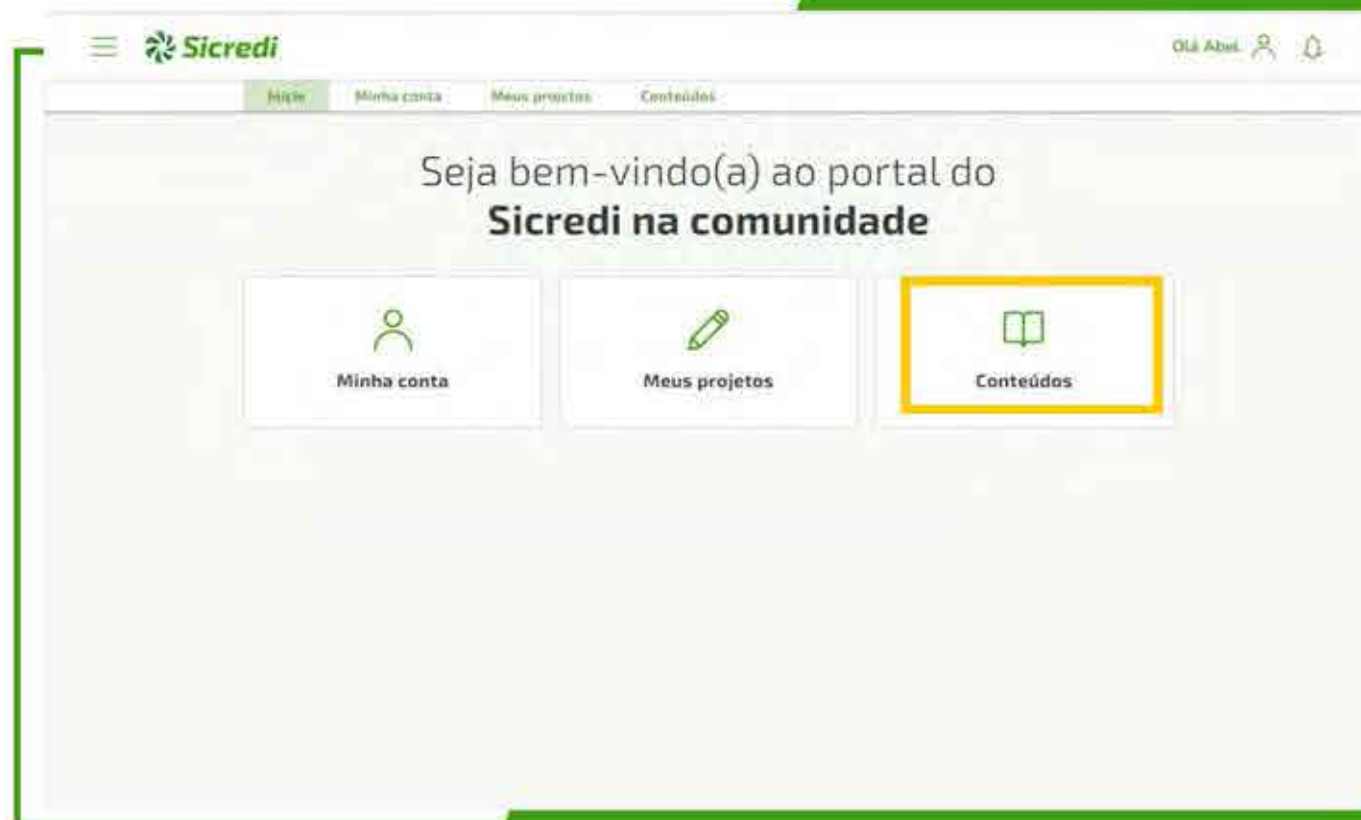 Sicredi
Olá Abel
Início Minha conta Meus projetos Conteúdos
Seja bem-vindo(a) ao portal do
Sicredi na comunidade
Minha conta Meus projetos Conteúdos